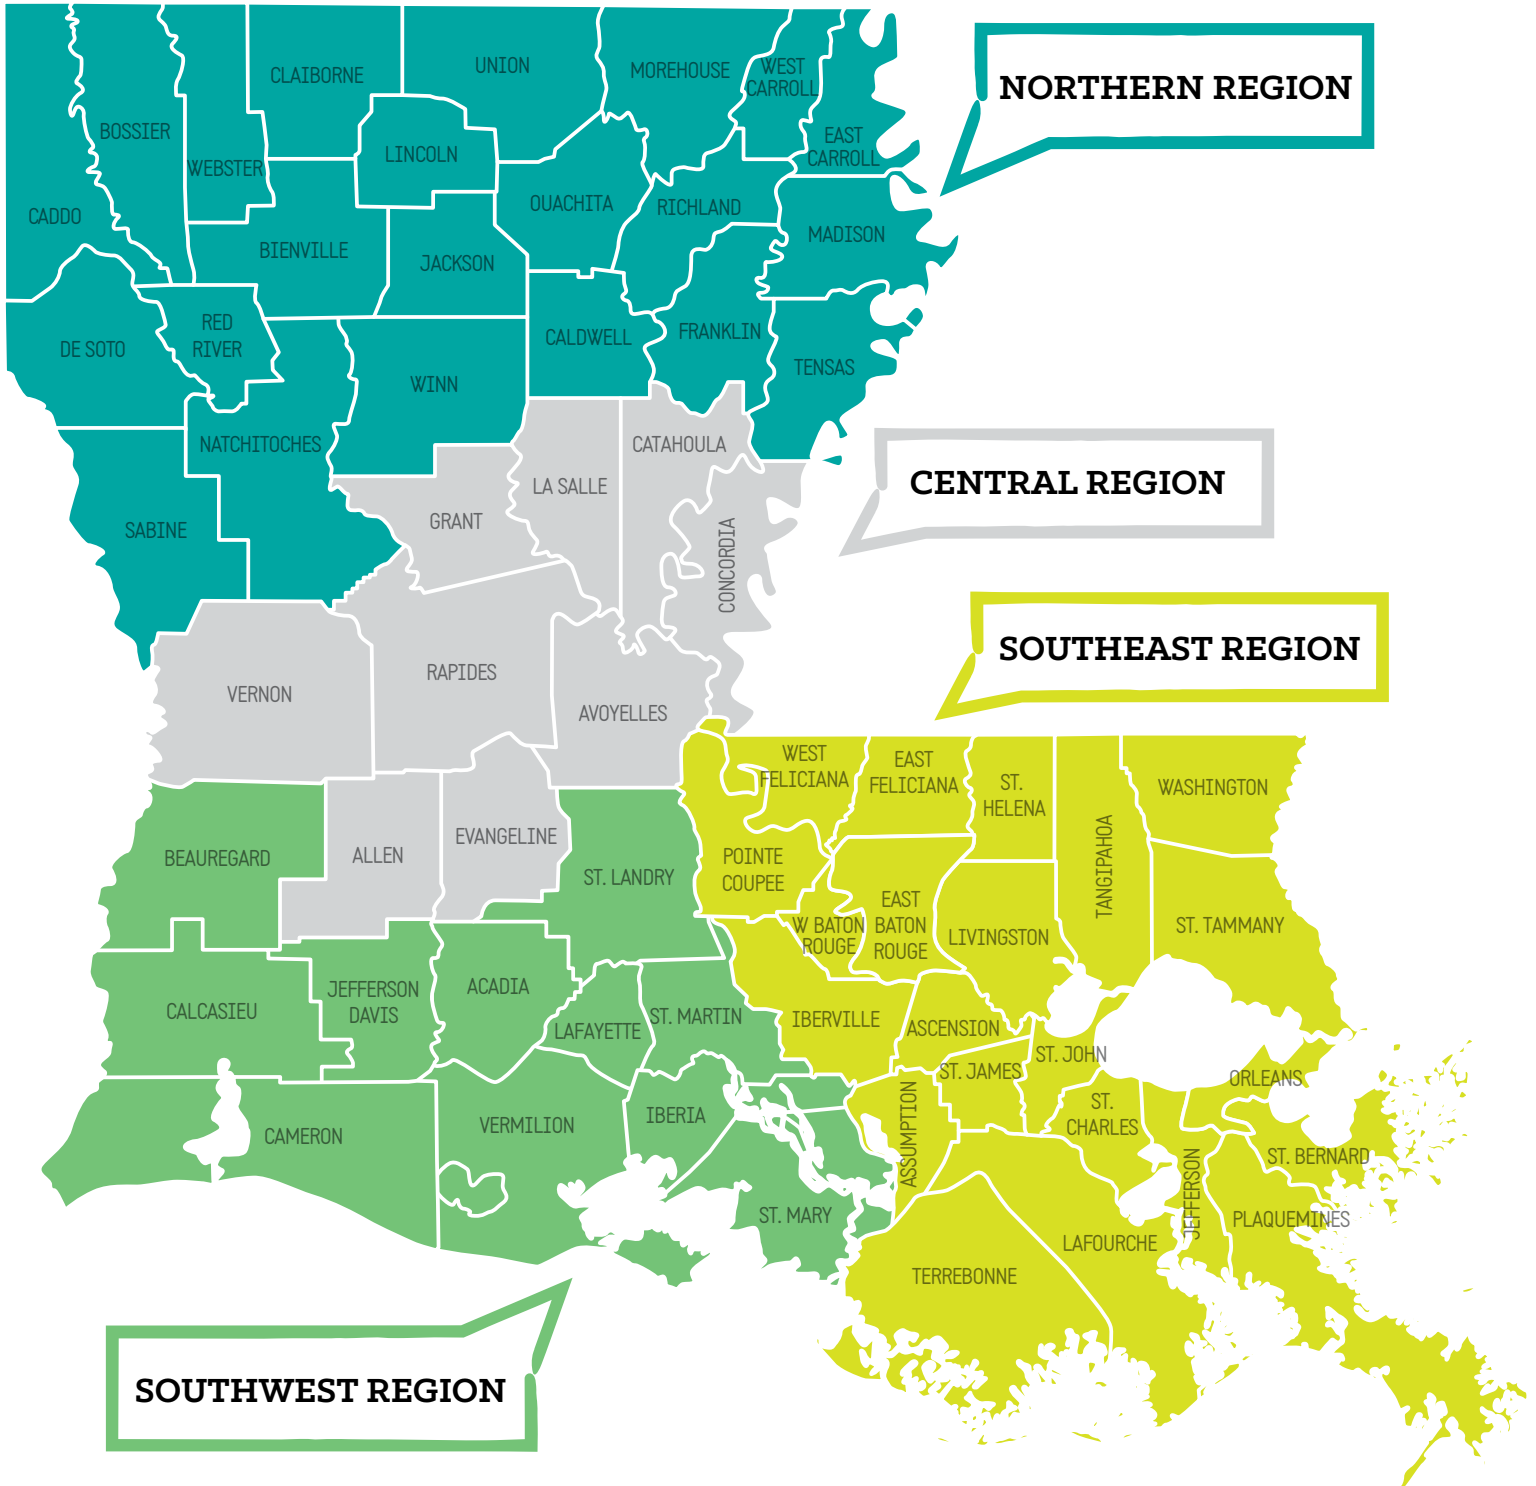 NORTHERN REGION
CLAIBORNE
UNION
MOREHOUSE
WEST
CARROLL
BOSSIER
WEBSTER
LINCOLN
EAST
CARROLL
CADDO
OUACHITA
RICHLAND
MADISON
BIENVILLE
JACKSON
RED
RIVER
DE SOTO
CALDWELL
FRANKLIN
TENSAS
WINN
NATCHITOCHES
SABINE
CENTRAL REGION
CATAHOULA
LA SALLE
GRANT
CONCORDIA
RAPIDES
VERNON
AVOYELLES
ALLEN
EVANGELINE
SOUTHEAST REGION
WEST
FELICIANA
EAST
FELICIANA
ST.
HELENA
WASHINGTON
TANGIPAHOA
POINTE
COUPEE
W BATON
ROUGE
EAST
BATON
ROUGE
LIVINGSTON
ST. TAMMANY
IBERVILLE
ASCENSION
ST. JAMES
ST. JOHN
ORLEANS
ST.
CHARLES
ASSUMPTION
ST. BERNARD
JEFFERSON
PLAQUEMINES
LAFOURCHE
TERREBONNE
BEAUREGARD
ST. LANDRY
CALCASIEU
JEFFERSON
DAVIS
ACADIA
LAFAYETTE
ST. MARTIN
CAMERON
VERMILION
IBERIA
ST. MARY
SOUTHWEST REGION